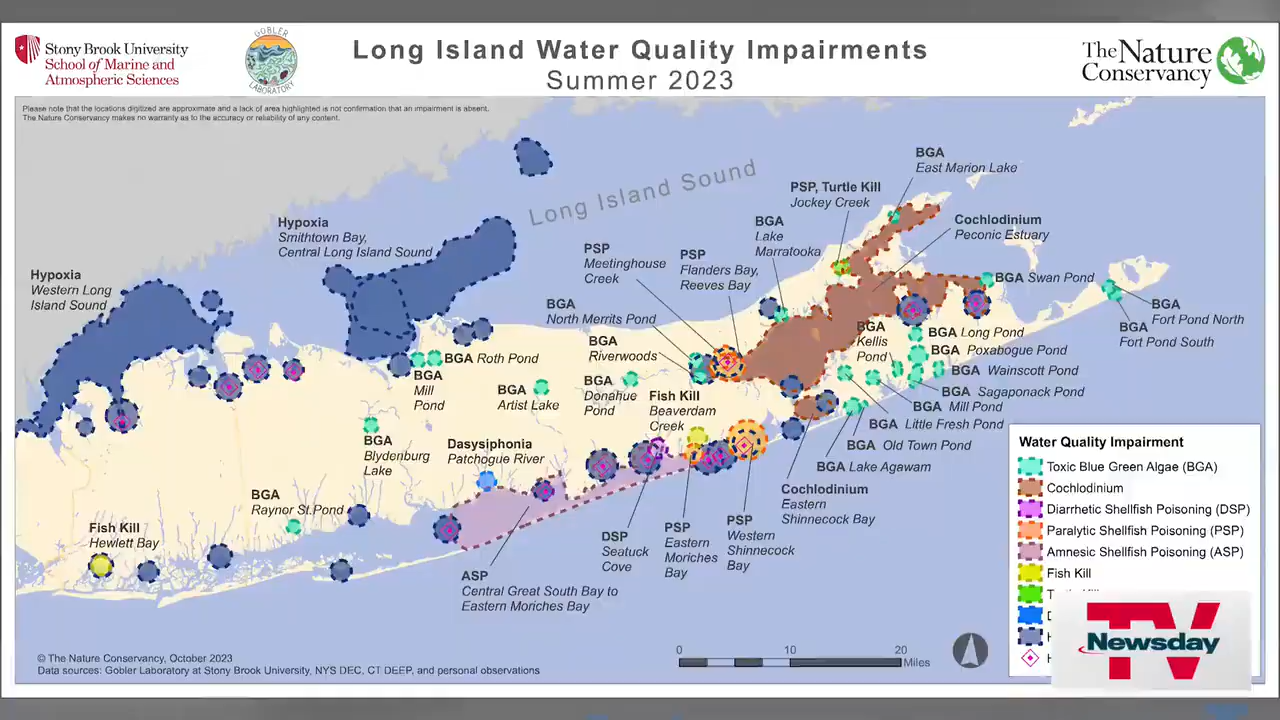 Stony Brook University
School of Marine and
Atmospheric Sciences
GOBLER
LABORATORY
Long Island Water Quality Impairments
Summer 2023
The Nature
Conservancy
Please note that the locations digitized are approximate and a lack of area highlighted is not confirmation that an impairment is absent.
The Nature Conservancy makes no warranty as to the accuracy or reliability of any content.
Long Island Sound
BGA
East Marion Lake
PSP, Turtle Kill
Jockey Creek
Hypoxia
Smithtown Bay,
Central Long Island Sound
BGA
Lake
Marratooka
Cochlodinium
Peconic Estuary
PSP
Meetinghouse
Creek
PSP
Flanders Bay,
Reeves Bay
Hypoxia
Western Long
Island Sound
BGA Swan Pond
BGA
North Merrits Pond
BGA
Fort Pond North
BGA
Fort Pond South
BGA
Kellis
Pond
BGA Long Pond
BGA
Riverwoods
BGA Poxabogue Pond
BGA Roth Pond
BGA Wainscott Pond
BGA
Mill
Pond
BGA
Artist Lake
BGA
Donahue
Pond
Fish Kill
Beaverdam
Creek
BGA Sagaponack Pond
BGA Mill Pond
BGA Little Fresh Pond
BGA
Blydenburg
Lake
Dasysiphonia
Patchogue River
BGA Old Town Pond
BGA Lake Agawam
BGA
Raynor St.Pond
Cochlodinium
Eastern
Shinnecock Bay
Fish Kill
Hewlett Bay
DSP
Seatuck
Cove
PSP
Eastern
Moriches
Bay
PSP
Western
Shinnecock
Bay
ASP
Central Great South Bay to
Eastern Moriches Bay
Water Quality Impairment
Toxic Blue Green Algae (BGA)
Cochlodinium
Diarrhetic Shellfish Poisoning (DSP)
Paralytic Shellfish Poisoning (PSP)
Amnesic Shellfish Poisoning (ASP)
Fish Kill
TV
Newsday
© The Nature Conservancy, October 2023
Data sources: Gobler Laboratory at Stony Brook University, NYS DEC, CT DEEP, and personal observations
0 10 20
Miles